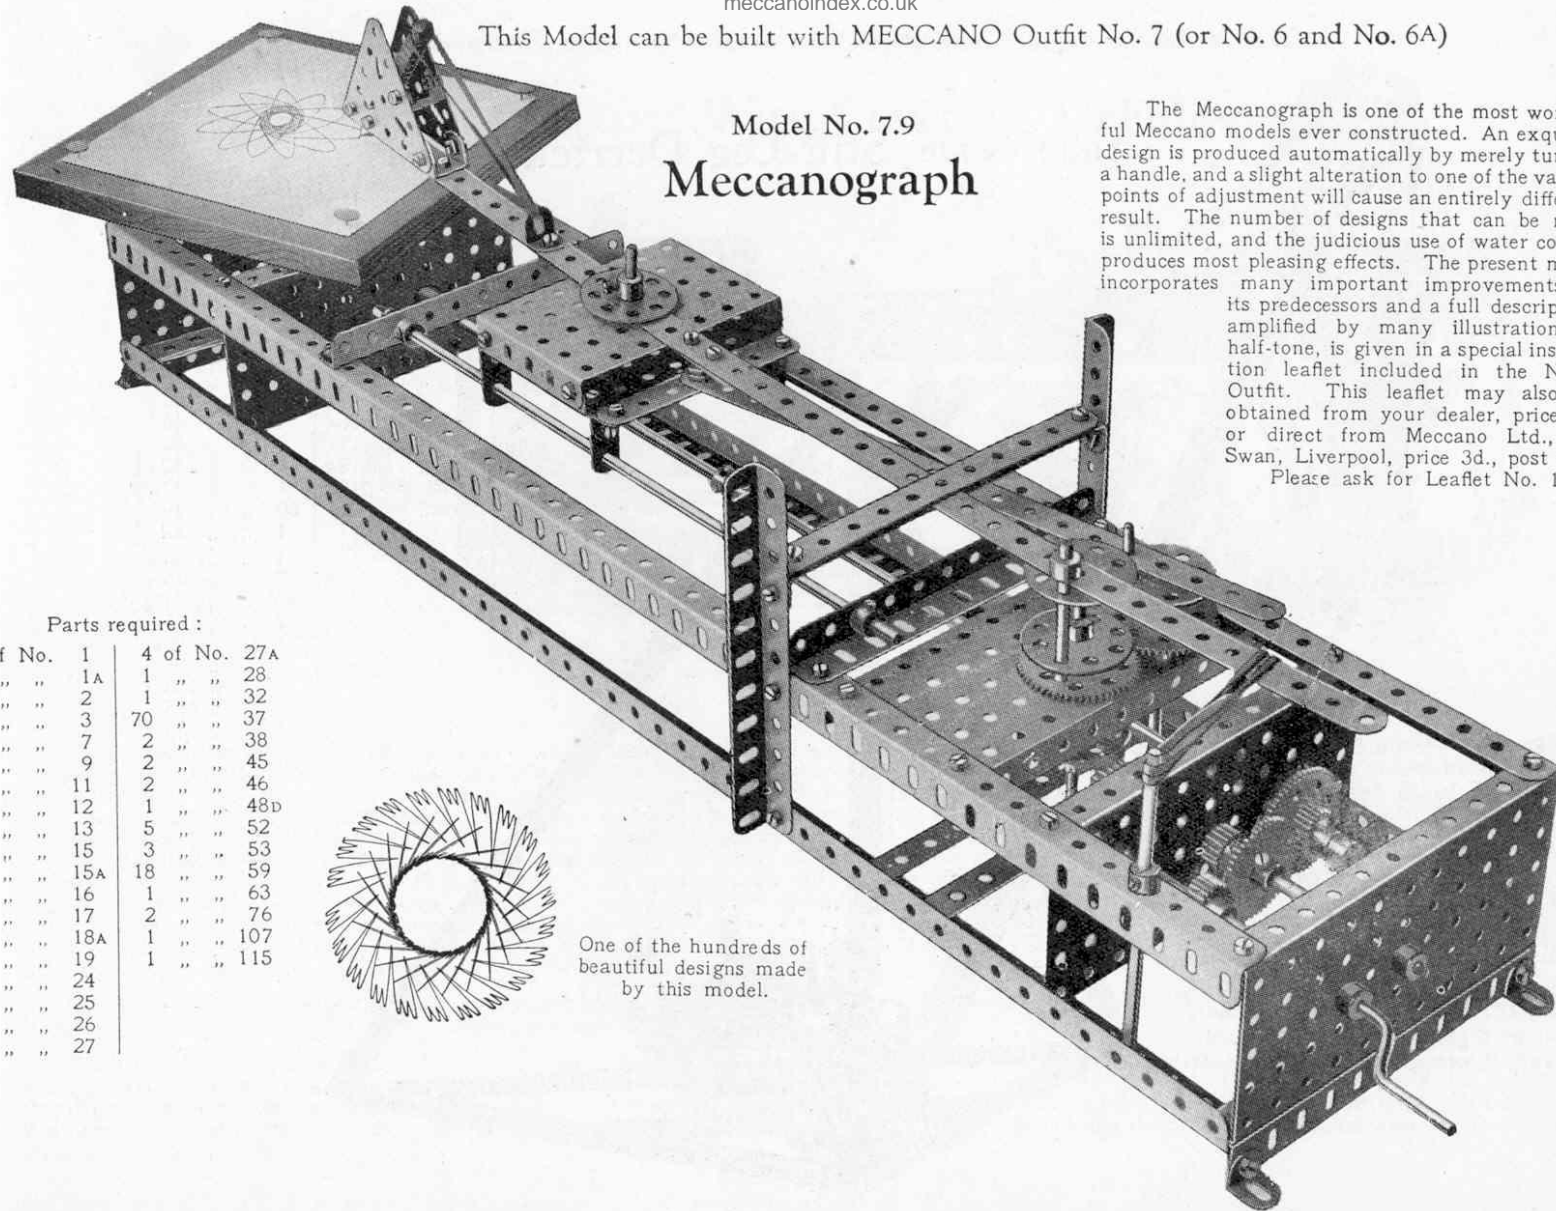 meccanoindex.co.uk
This Model can be built with MECCANO Outfit No. 7 (or No. 6 and No. 6A)
Model No. 7.9
Meccanograph
The Meccanograph is one of the most wo
ful Meccano models ever constructed. An exqu
design is produced automatically by merely tu
a handle, and a slight alteration to one of the va
points of adjustment will cause an entirely diff
result. The number of designs that can be
is unlimited, and the judicious use of water co
produces most pleasing effects. The present
incorporates many important improvements
its predecessors and a full descrip
amplified by many illustration
half-tone, is given in a special ins
tion leaflet included in the N
Outfit. This leaflet may also
obtained from your dealer, price
or direct from Meccano Ltd.,
Swan, Liverpool, price 3d., post
Please ask for Leaflet No. 1
Parts required :
f No. 1 4 of No. 27A
,, ,, 1A 1 ,, ,, 28
,, ,, 2 1 ,, ,, 32
,, ,, 3 70 ,, ,, 37
,, ,, 7 2 ,, ,, 38
,, ,, 9 2 ,, ,, 45
,, ,, 11 2 ,, ,, 46
,, ,, 12 1 ,, ,, 48D
,, ,, 13 5 ,, ,, 52
,, ,, 15 3 ,, ,, 53
,, ,, 15A 18 ,, ,, 59
,, ,, 16 1 ,, ,, 63
,, ,, 17 2 ,, ,, 76
,, ,, 18A 1 ,, ,, 107
,, ,, 19 1 ,, ,, 115
,, ,, 24
,, ,, 25
,, ,, 26
,, ,, 27
One of the hundreds of
beautiful designs made
by this model.